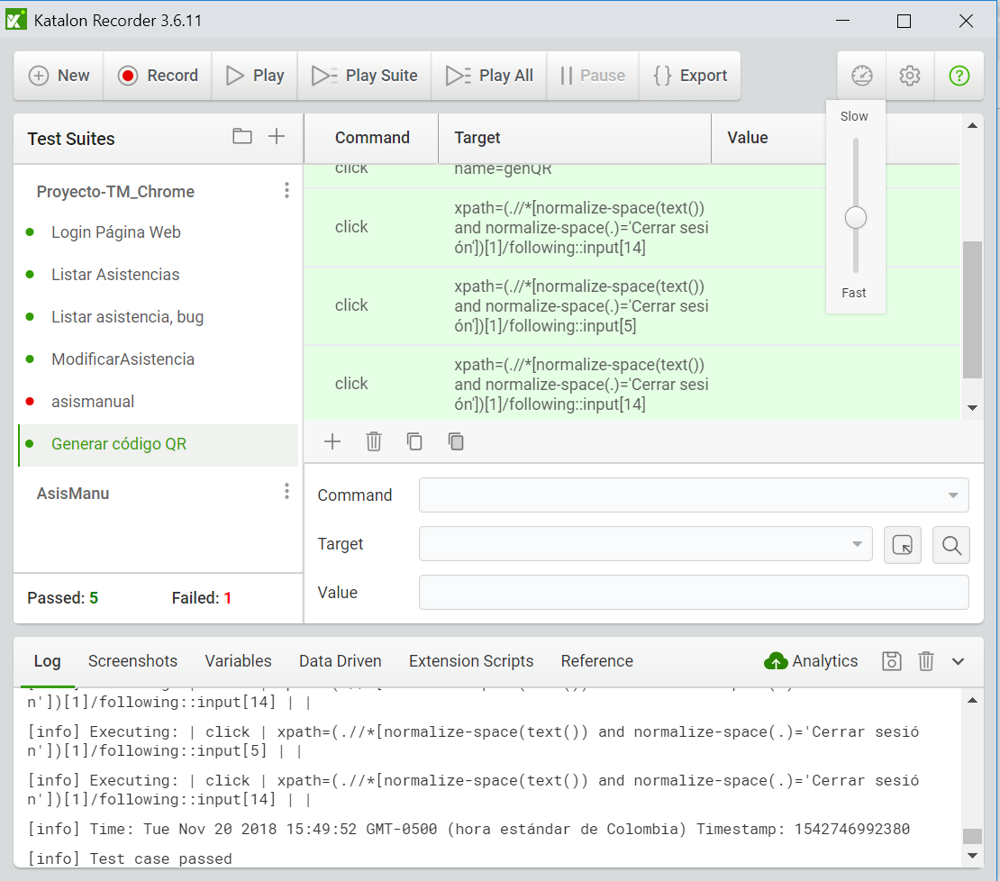 Katalon Recorder 3.6.11
New Record Play Play Suite Play All Pause Export
Slow
Fast
Test Suites
Proyecto-TM_Chrome
Login Página Web
Listar Asistencias
Listar asistencia, bug
ModificarAsistencia
asismanual
Generar código QR
AsisManu
Passed: 5 Failed: 1
Command Target Value
click name=genQR
click
xpath=(.//*[normalize-space(text())
and normalize-space(.)='Cerrar sesi
ón'])[1]/following::input[14]
click
xpath=(.//*[normalize-space(text())
and normalize-space(.)='Cerrar sesi
ón'])[1]/following::input[5]
click
xpath=(.//*[normalize-space(text())
and normalize-space(.)='Cerrar sesi
ón'])[1]/following::input[14]
Command
Target
Value
Log Screenshots Variables Data Driven Extension Scripts Reference Analytics
n'])[1]/following::input[14] | |
[info] Executing: | click | xpath=(.//*[normalize-space(text()) and normalize-space(.)='Cerrar sesió
n'])[1]/following::input[5] | |
[info] Executing: | click | xpath=(.//*[normalize-space(text()) and normalize-space(.)='Cerrar sesió
n'])[1]/following::input[14] | |
[info] Time: Tue Nov 20 2018 15:49:52 GMT-0500 (hora estándar de Colombia) Timestamp: 1542746992380
[info] Test case passed